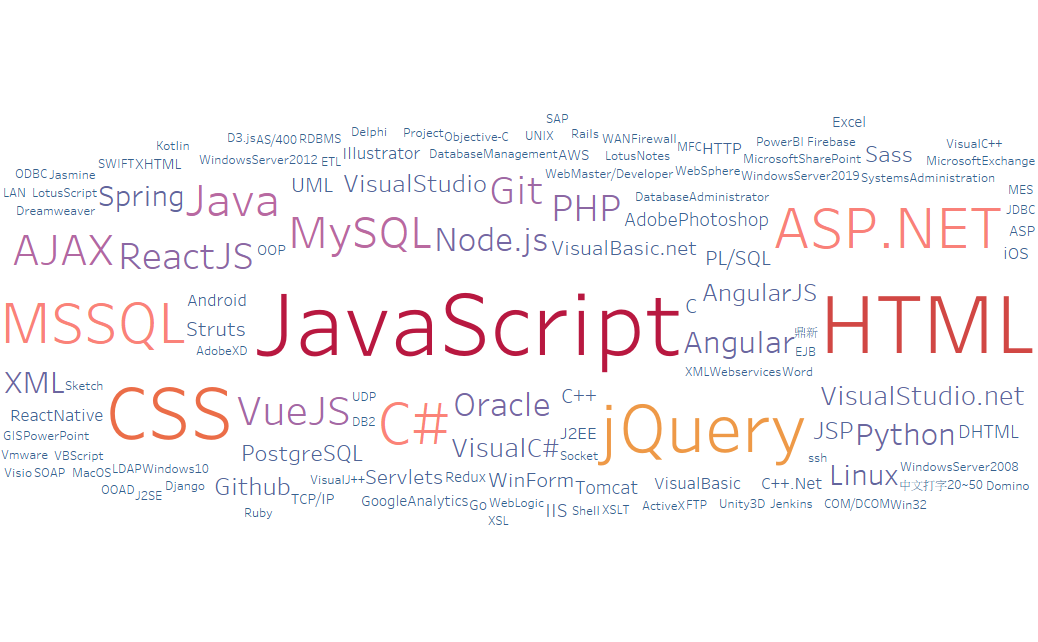 SAP
Excel
Kotlin
D3.js AS/400 RDBMS Delphi Project Objective-C UNIX Rails WANFirewall MFC HTTP PowerBI Firebase VisualC++
SWIFT XHTML WindowsServer2012 ETL Illustrator DatabaseManagement AWS LotusNotes MicrosoftSharePoint Sass MicrosoftExchange
ODBC Jasmine UML VisualStudio Git WebMaster/Developer WebSphere WindowsServer2019 SystemsAdministration
LAN LotusScript Spring Java PHP DatabaseAdministrator MES
Dreamweaver MySQL Node.js AdobePhotoshop ASP.NET JDBC
ASP
AJAX ReactJS OOP VisualBasic.net PL/SQL iOS
Android C AngularJS
MSSQL Struts JavaScript Angular 鼎新 HTML
AdobeXD EJB
XML Sketch XMLWebservices Word
ReactNative CSS VueJS UDP C# Oracle C++ jQuery VisualStudio.net
DB2
GIS PowerPoint J2EE JSP Python DHTML
Vmware VBScript PostgreSQL VisualC# Socket ssh
Visio SOAP MacOS LDAP Windows10 VisualJ++ Servlets Redux WinForm Tomcat VisualBasic C++.Net Linux WindowsServer2008
OOAD J2SE Django Github TCP/IP 中文打字20~50 Domino
Ruby GoogleAnalytics Go WebLogic IIS Shell XSLT ActiveX FTP Unity3D Jenkins COM/DCOM Win32
XSL